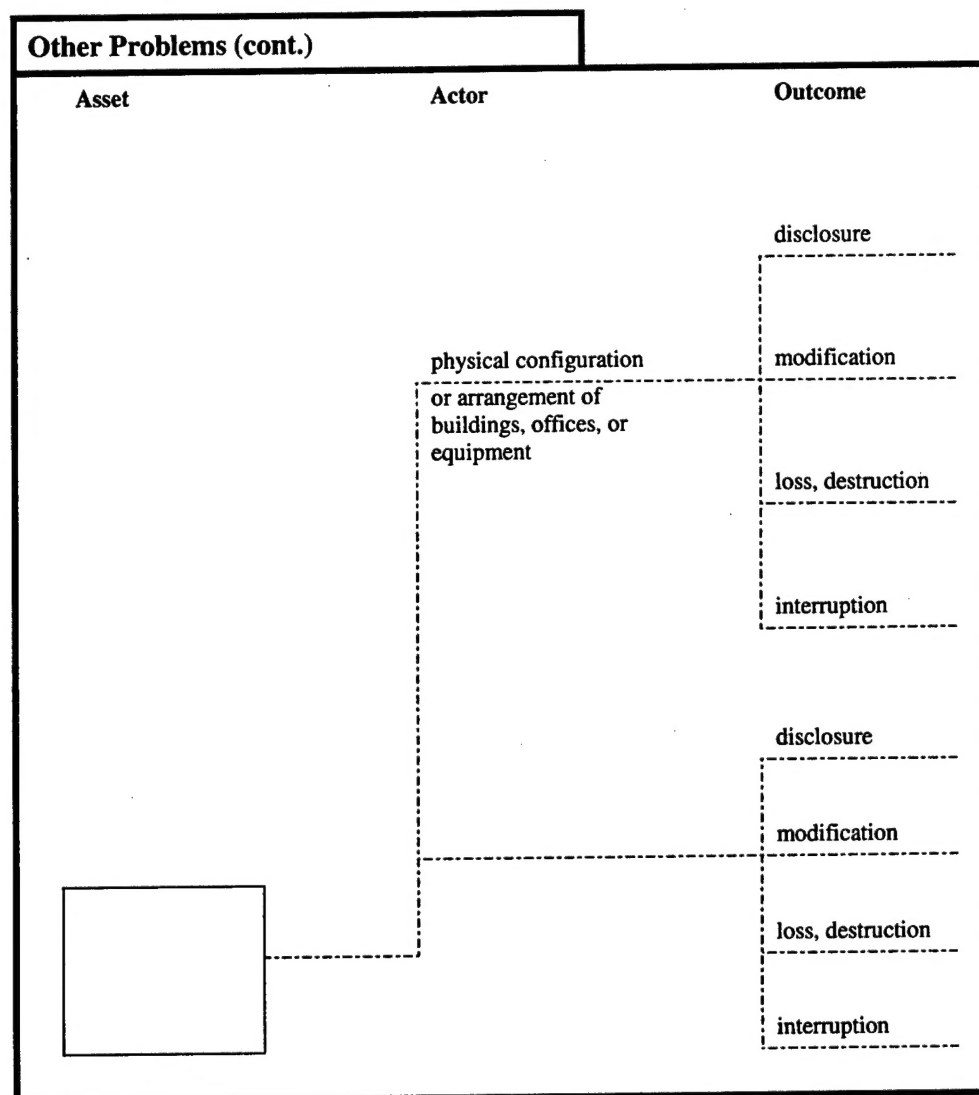 Other Problems (cont.)
Asset Actor Outcome
disclosure
physical configuration modification
or arrangement of
buildings, offices, or
equipment
loss, destruction
interruption
disclosure
modification
loss, destruction
interruption